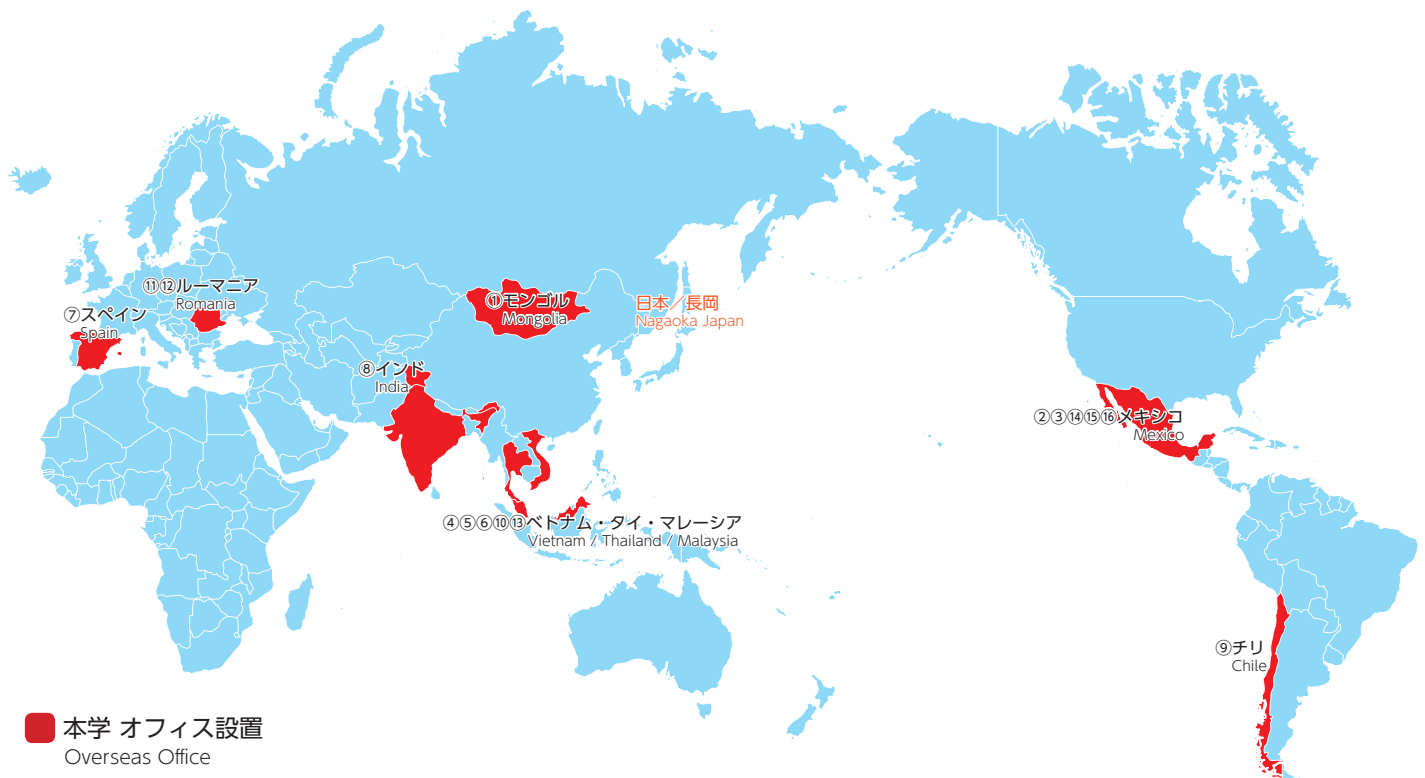 ⑪⑫ルーマニア
Romania
⑦スペイン
Spain
①モンゴル
Mongolia
日本／長岡
Nagaoka Japan
⑧インド
India
②③⑭⑮⑯メキシコ
Mexico
④⑤⑥⑩⑬ベトナム・タイ・マレーシア
Vietnam / Thailand / Malaysia
⑨チリ
Chile
本学 オフィス設置
Overseas Office